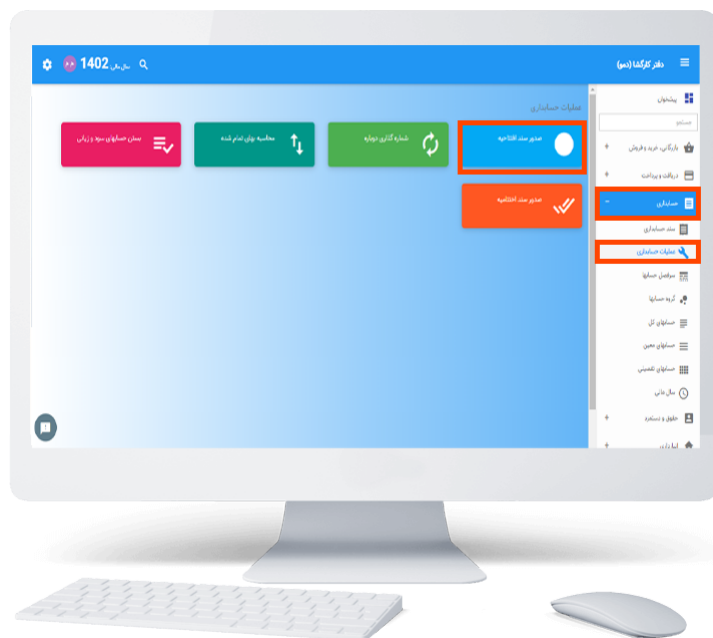 دفتر کارگشا (دمو)
سال مالی 1402
پیشخوان
جستجو
بازرگانی، خرید و فروش +
دریافت و پرداخت +
حسابداری -
سند حسابداری
عملیات حسابداری
سرفصل حسابها
گروه حسابها
حسابهای کل
حسابهای معین
حسابهای تفضیلی
سال مالی
حقوق و دستمزد +
انبارداری +
عملیات حسابداری
صدور سند افتتاحیه
شماره گذاری دوباره
محاسبه بهای تمام شده
بستن حسابهای سود و زیانی
صدور سند اختتامیه